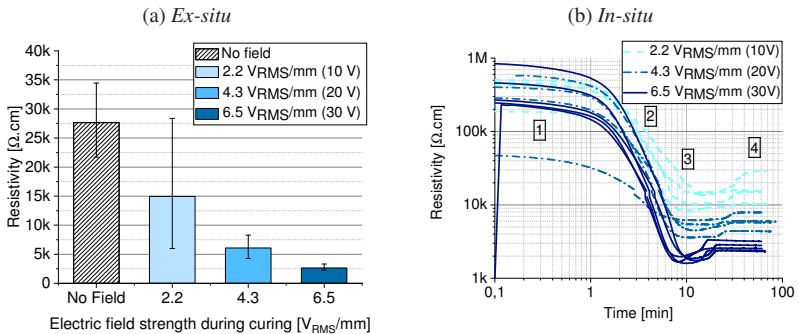 (a) Ex-situ
No field
2.2 VRMS/mm (10 V)
4.3 VRMS/mm (20 V)
6.5 VRMS/mm (30 V)
Resistivity [Ω.cm]
40k
35k
30k
25k
20k
15k
10k
5k
0
No Field
2.2
4.3
6.5
Electric field strength during curing [VRMS/mm]
(b) In-situ
2.2 VRMS/mm (10V)
4.3 VRMS/mm (20V)
6.5 VRMS/mm (30V)
Resistivity [Ω.cm]
1M
100k
10k
1k
1
2
3
4
0,1
1
10
100
Time [min]